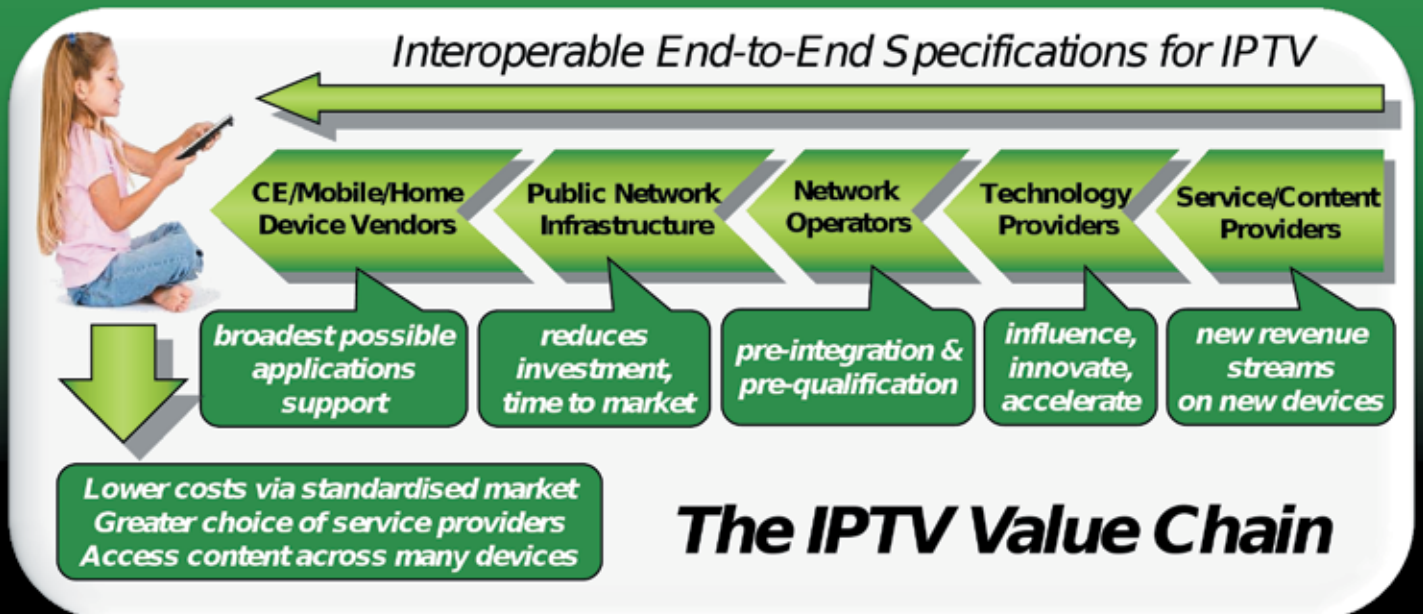 Interoperable End-to-End Specifications for IPTV
CE/Mobile/Home
Device Vendors
Public Network
Infrastructure
Network
Operators
Technology
Providers
Service/Content
Providers
broadest possible
applications
support
reduces
investment,
time to market
pre-integration &
pre-qualification
influence,
innovate,
accelerate
new revenue
streams
on new devices
Lower costs via standardised market
Greater choice of service providers
Access content across many devices
The IPTV Value Chain